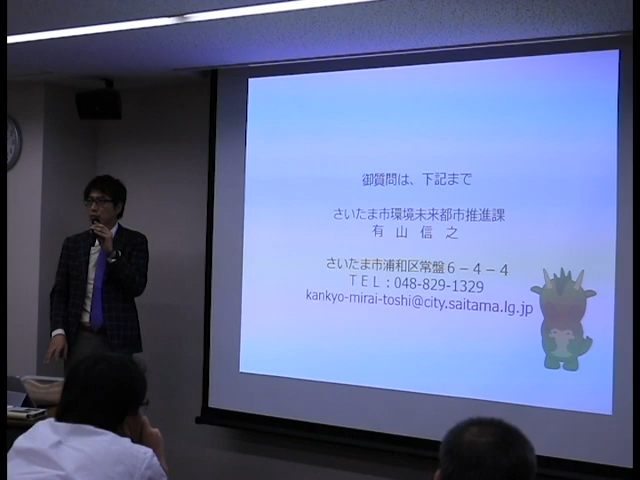 御質問は、下記まで
さいたま市環境未来都市推進課
有　山　信　之
さいたま市浦和区常盤６－４－４
ＴＥＬ：048-829-1329
kankyo-mirai-toshi@city.saitama.lg.jp